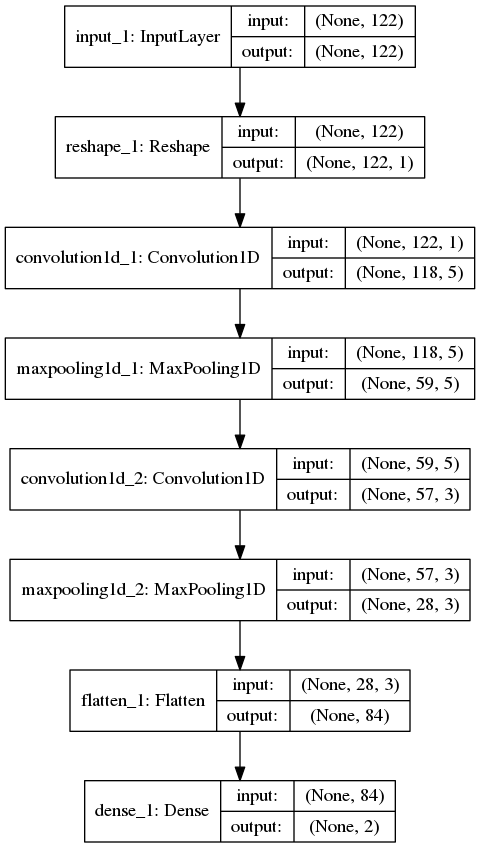 input_1: InputLayer
input: (None, 122)
output: (None, 122)
reshape_1: Reshape
input: (None, 122)
output: (None, 122, 1)
convolution1d_1: Convolution1D
input: (None, 122, 1)
output: (None, 118, 5)
maxpooling1d_1: MaxPooling1D
input: (None, 118, 5)
output: (None, 59, 5)
convolution1d_2: Convolution1D
input: (None, 59, 5)
output: (None, 57, 3)
maxpooling1d_2: MaxPooling1D
input: (None, 57, 3)
output: (None, 28, 3)
flatten_1: Flatten
input: (None, 28, 3)
output: (None, 84)
dense_1: Dense
input: (None, 84)
output: (None, 2)